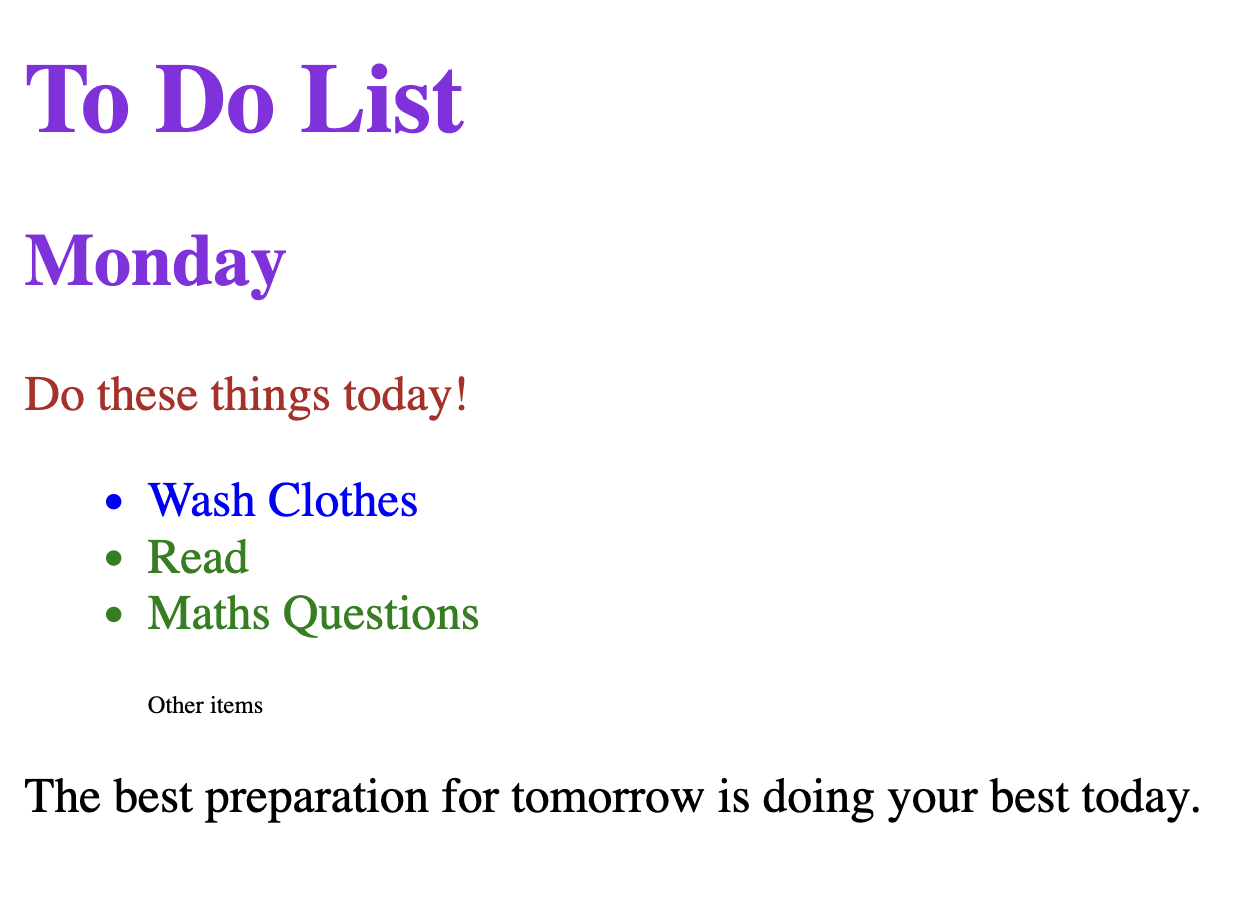 To Do List
Monday
Do these things today!
• Wash Clothes
• Read
• Maths Questions
Other items
The best preparation for tomorrow is doing your best today.